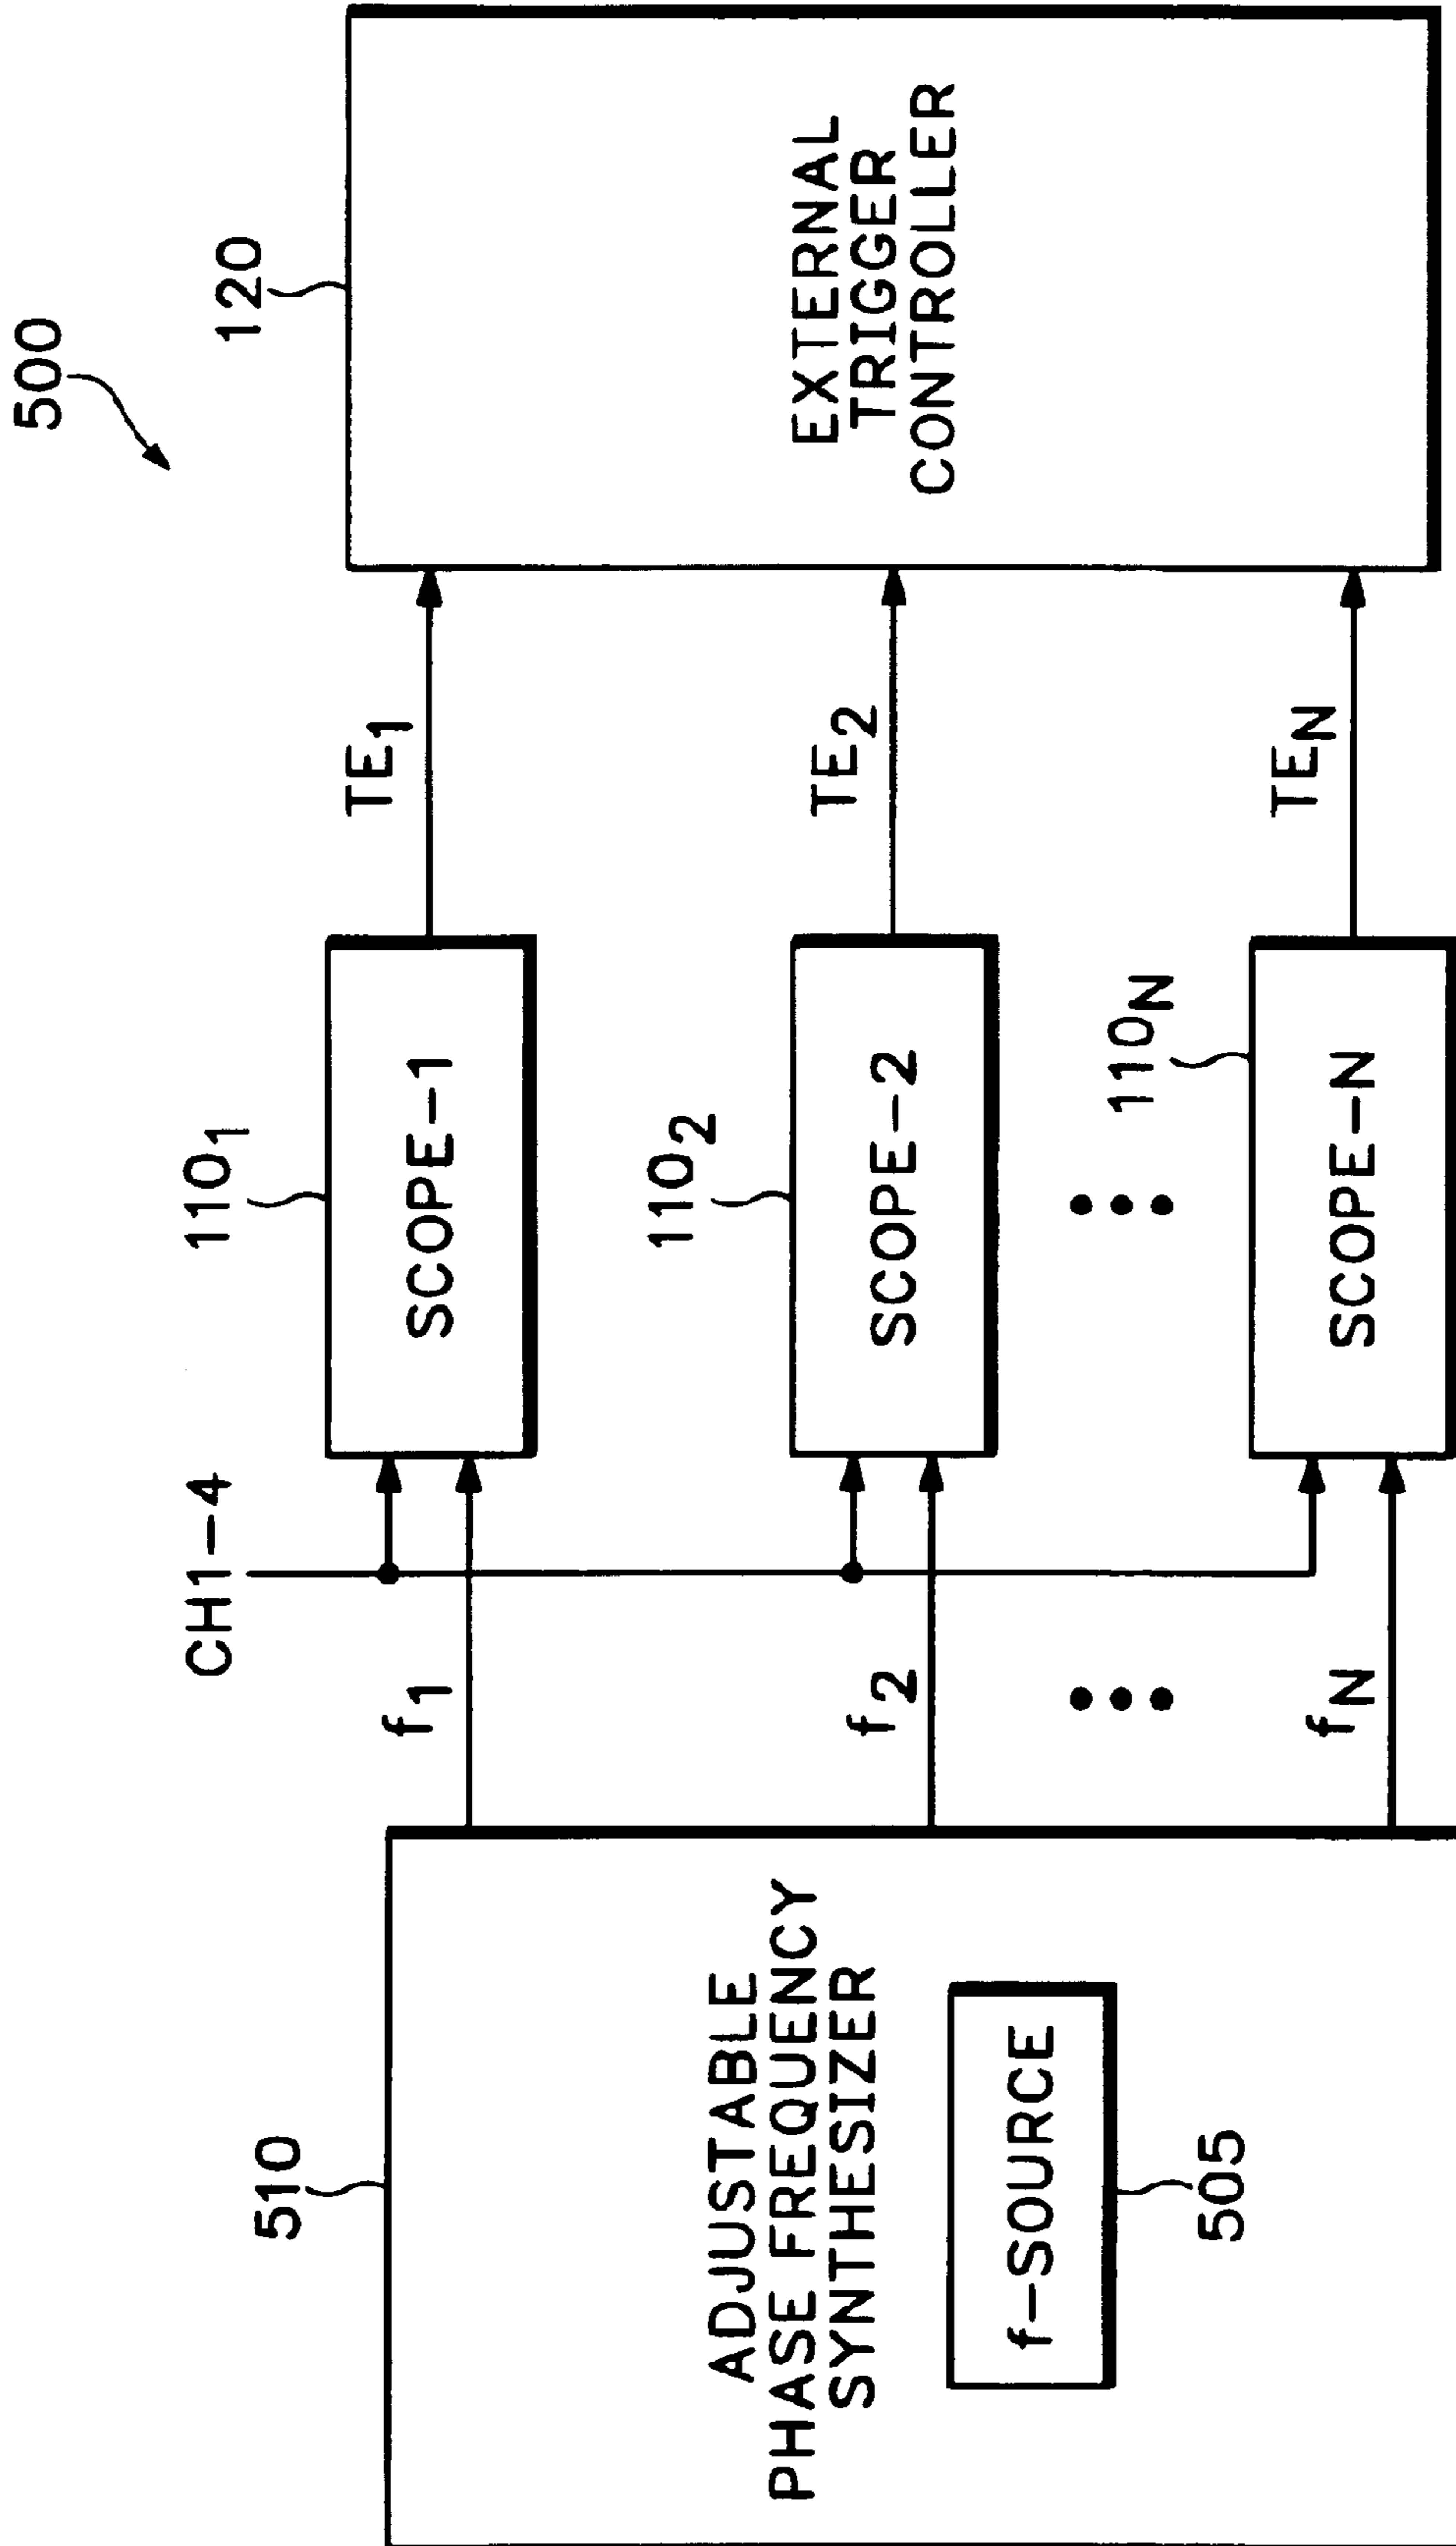 500
510
ADJUSTABLE
PHASE FREQUENCY
SYNTHESIZER
f-SOURCE
505
CH1-4
f1
f2
fN
1101
SCOPE-1
1102
SCOPE-2
110N
SCOPE-N
TE1
TE2
TEN
120
EXTERNAL
TRIGGER
CONTROLLER